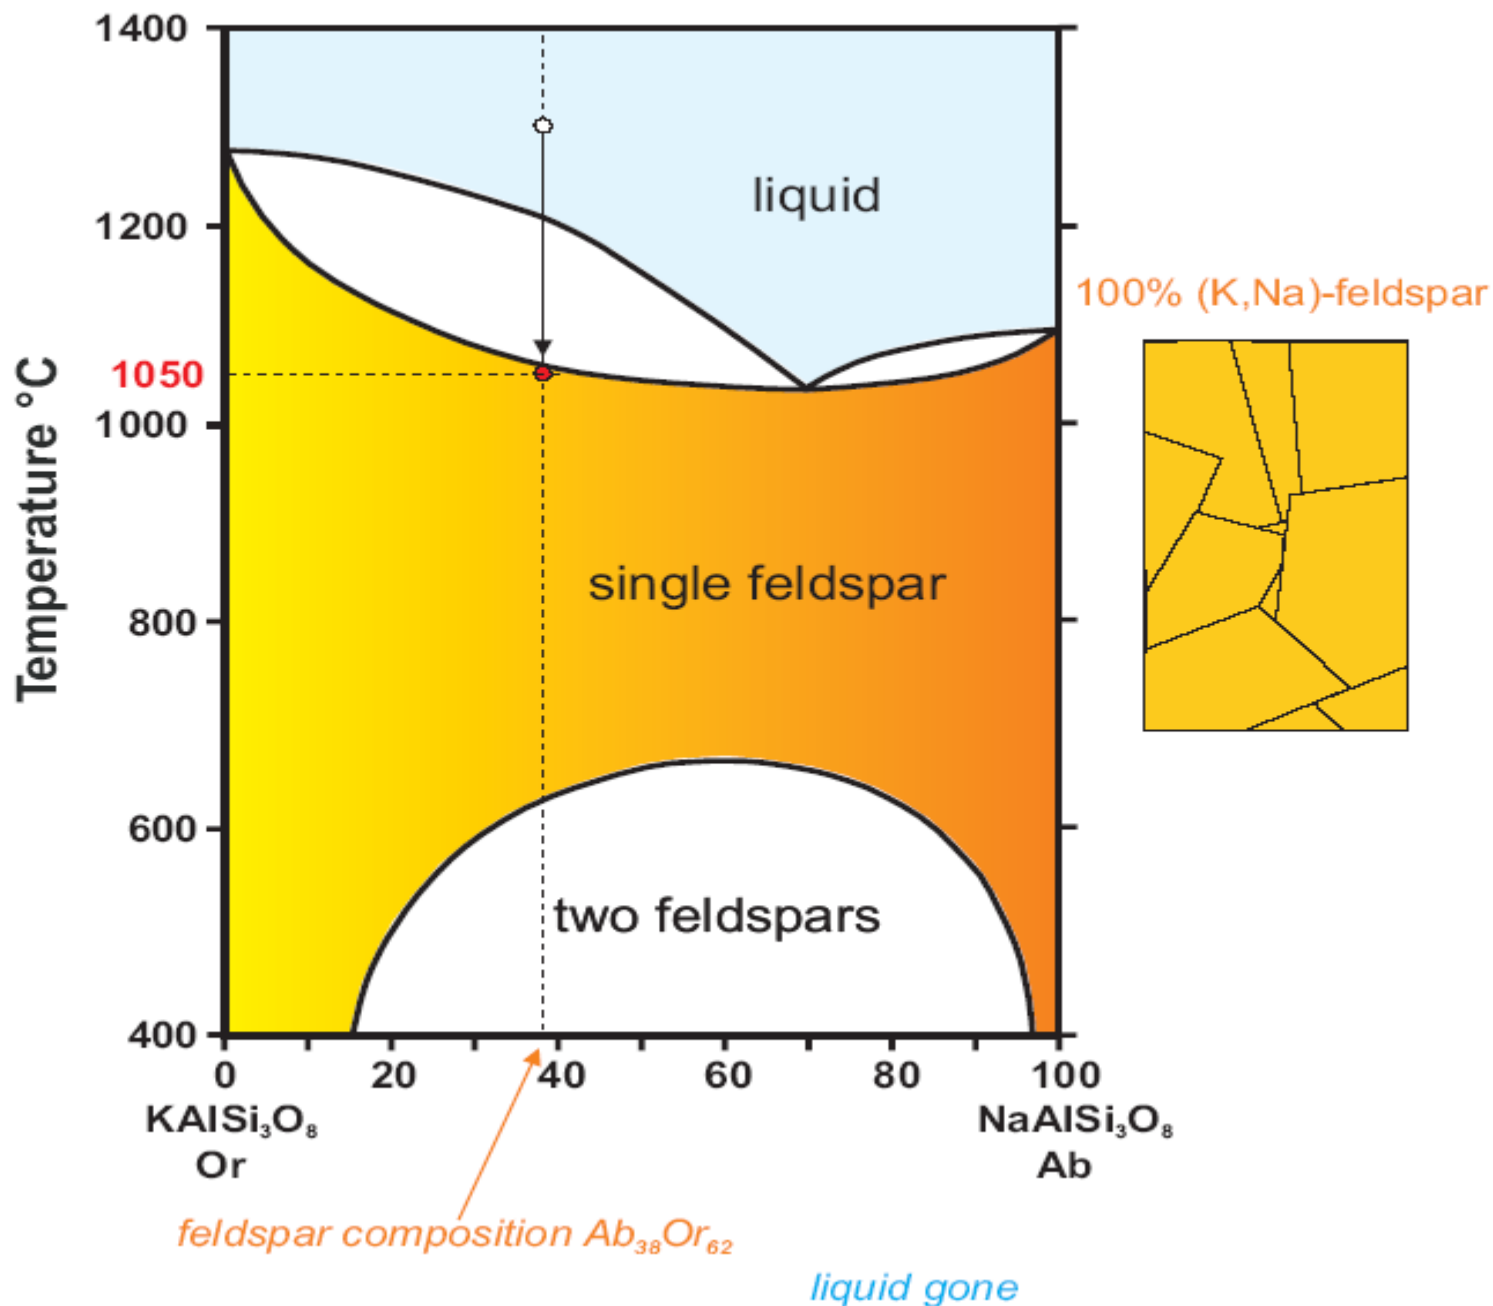 1400
liquid
1200
100% (K,Na)-feldspar
1050
1000
Temperature °C
single feldspar
800
600
two feldspars
400
0 20 40 60 80 100
KAlSi₃O₈ NaAlSi₃O₈
Or Ab
feldspar composition Ab₃₈Or₆₂
liquid gone